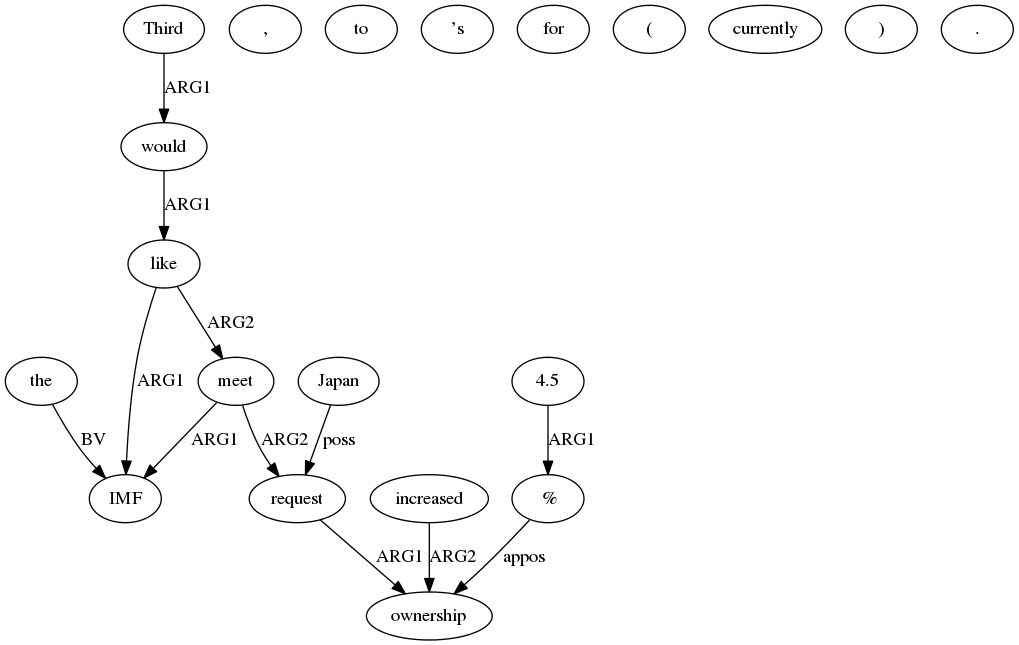 Third , to ’s for ( currently ) .
ARG1
would
ARG1
like
ARG2
the ARG1 meet Japan 4.5
BV ARG1 ARG2 poss ARG1
IMF request increased %
ARG1 ARG2 appos
ownership